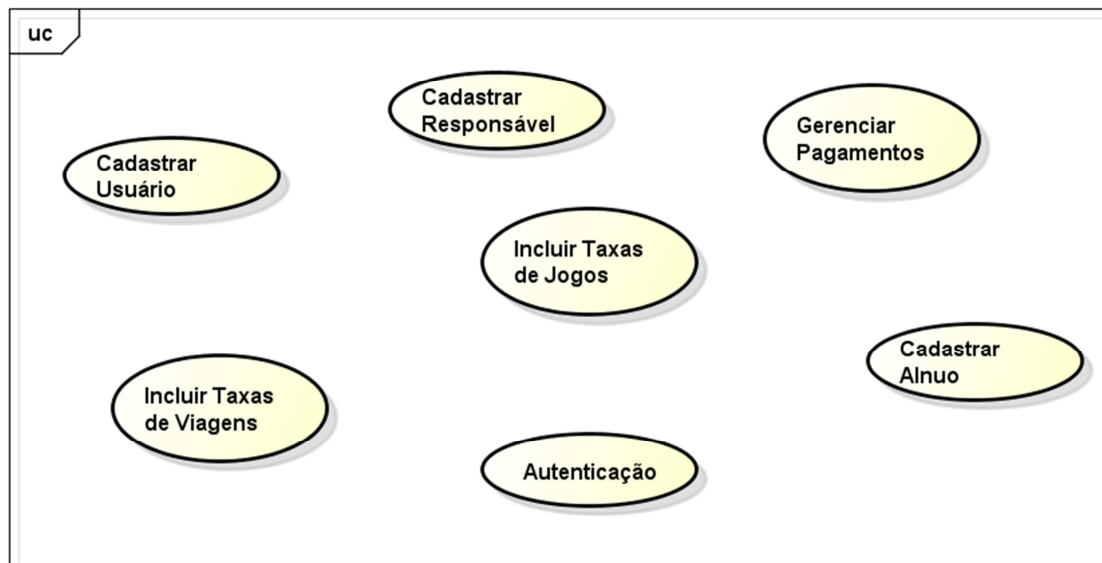 uc
Cadastrar
Responsável
Gerenciar
Pagamentos
Cadastrar
Usuário
Incluir Taxas
de Jogos
Cadastrar
Alnuo
Incluir Taxas
de Viagens
Autenticação